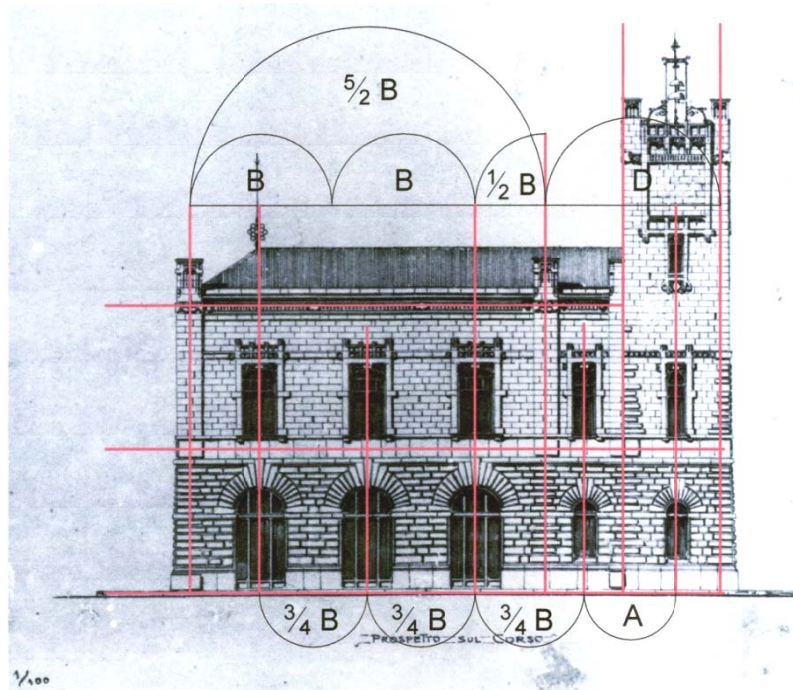 5/2 B
B B 1/2 B D
3/4 B 3/4 B 3/4 B A
PROSPETTO SUL CORSO
1/100